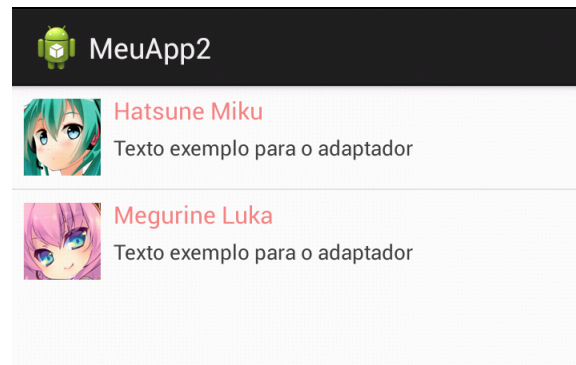 MeuApp2
Hatsune Miku
Texto exemplo para o adaptador
Megurine Luka
Texto exemplo para o adaptador